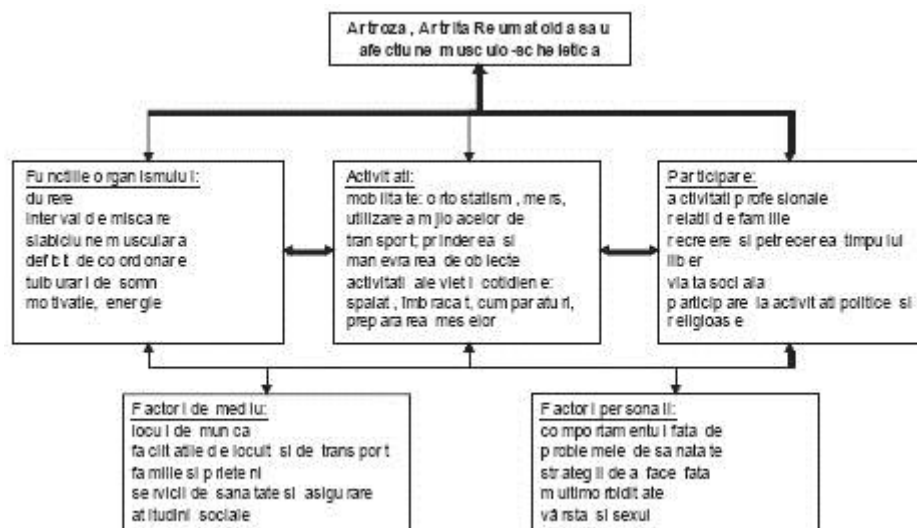 Artroza, Artrita Reumatoida sau
afectiune musculo-scheletica
Functiile organismului:
durere
interval de miscare
slabiciune musculara
deficit de coordonare
tulburari de somn
motivatie, energie
Activitati:
mobilitate: ortostatism, mers,
utilizarea mijloacelor de
transport; prinderea si
manevrarea de obiecte
activitati ale vietii cotidiene:
spalat, îmbracat, cumparaturi,
prepararea meselor
Participare:
activitati profesionale
relatii de familie
recreere si petrecerea timpului
liber
viata sociala
participare la activitati politice si
religioase
Factori de mediu:
locul de munca
facilitatile de locuit si de transport
familie si prieteni
servicii de sanatate si asigurare
atitudini sociale
Factori personali:
comportamentul fata de
problemele de sanatate
strategii de a face fata
multimorbiditate
vârsta si sexul